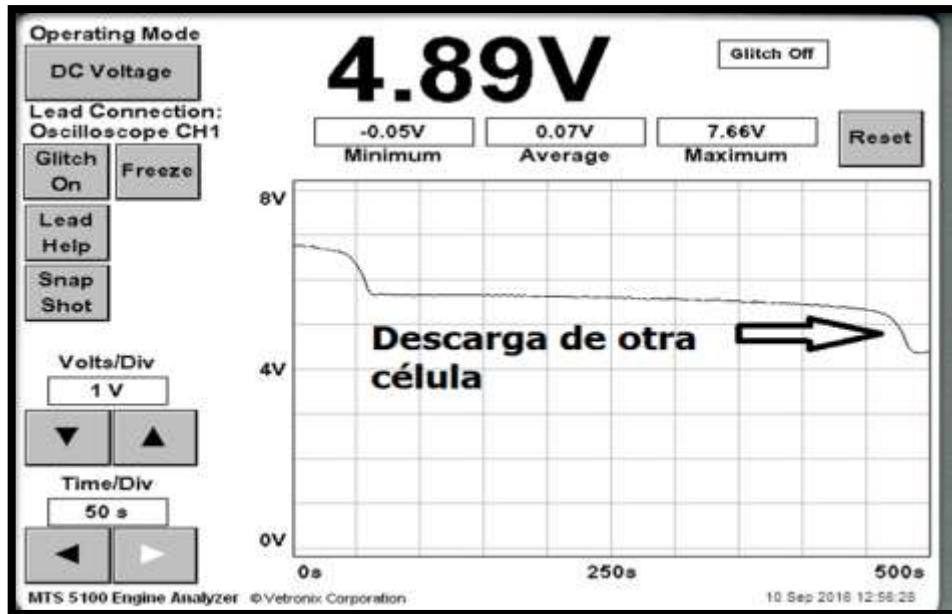 Operating Mode
DC Voltage
Lead Connection:
Oscilloscope CH1
Glitch
On
Freeze
Lead
Help
Snap
Shot
Volts/Div
1 V
Time/Div
50 s
4.89V
Glitch Off
-0.05V
Minimum
0.07V
Average
7.66V
Maximum
Reset
8V
4V
0V
Descarga de otra
célula
0s
250s
500s
MTS 5100 Engine Analyzer © Vetronix Corporation
10 Sep 2016 12:56:28